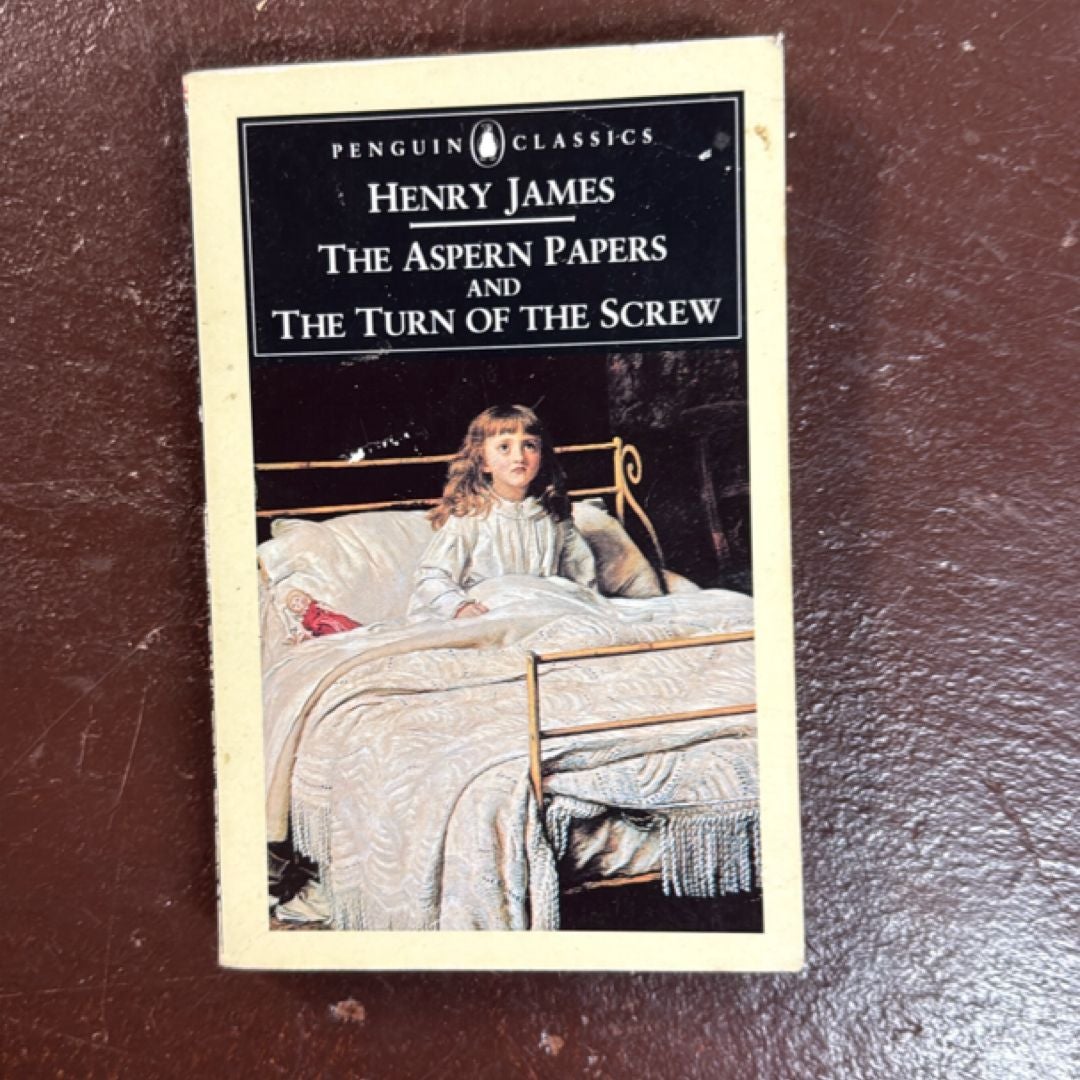 PENGUIN CLASSICS
HENRY JAMES
THE ASPERN PAPERS
AND
THE TURN OF THE SCREW